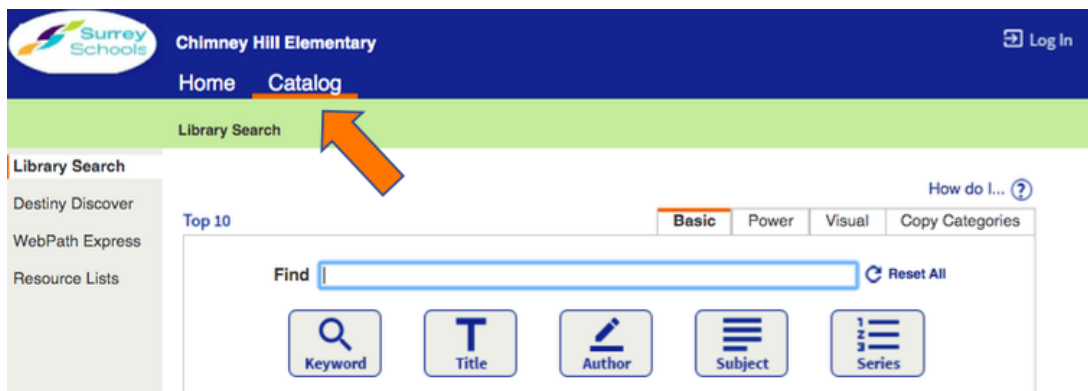 Surrey
Schools
Chimney Hill Elementary
Log In
Home Catalog
Library Search
Library Search
Destiny Discover
WebPath Express
Resource Lists
How do I... ?
Top 10
Basic Power Visual Copy Categories
Find Reset All
Keyword Title Author Subject Series